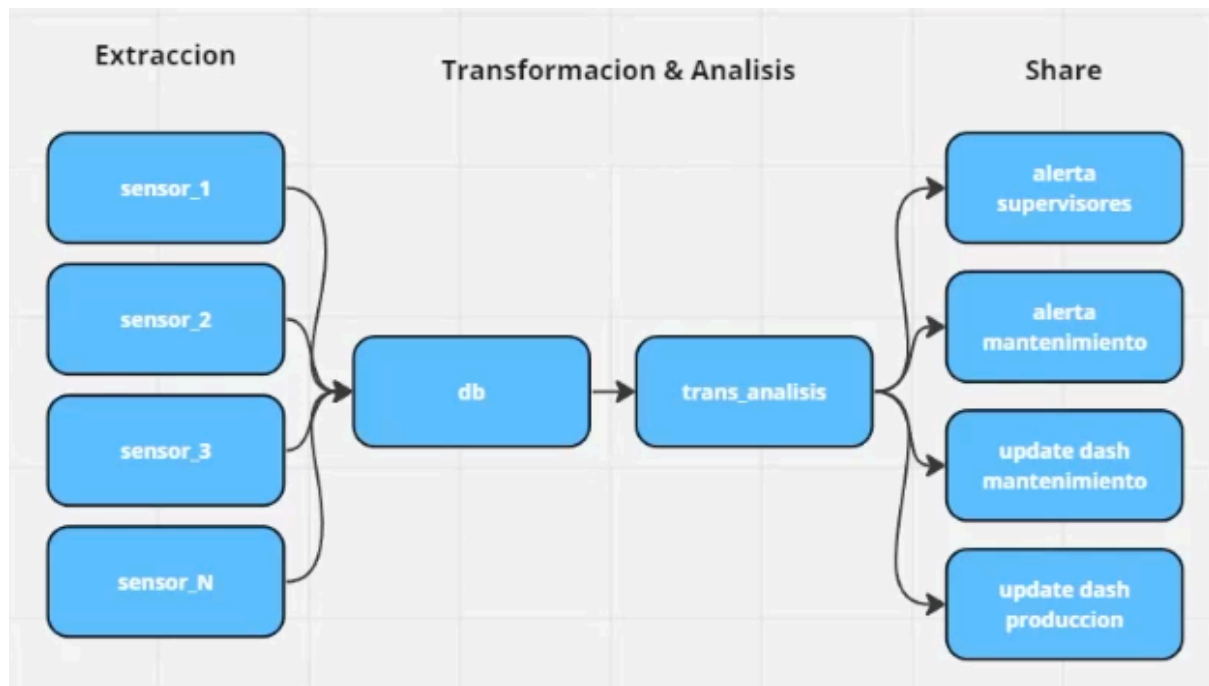 Extraccion
Transformacion & Analisis
Share
sensor_1
sensor_2
sensor_3
sensor_N
db
trans_analisis
alerta
supervisores
alerta
mantenimiento
update dash
mantenimiento
update dash
produccion